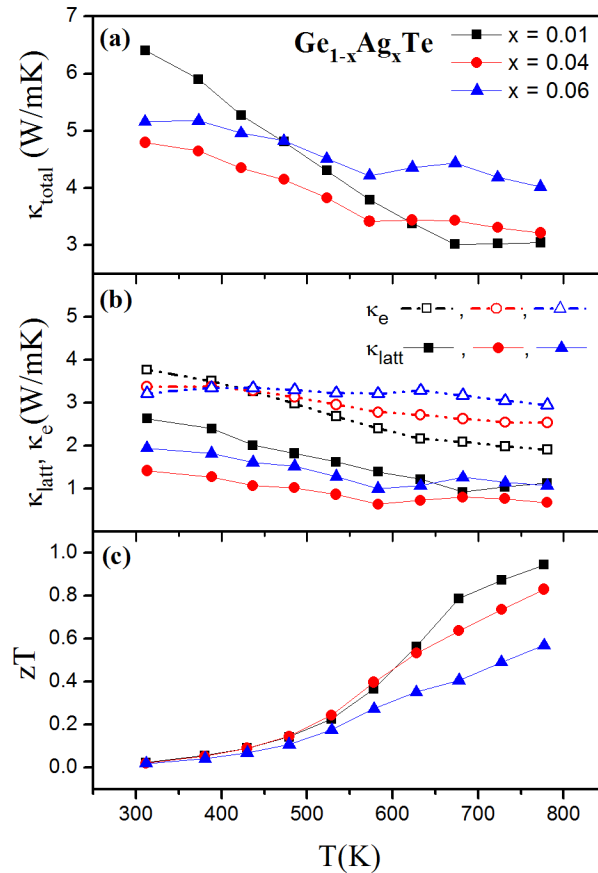 (a) Ge₁₋ₓAgₓTe
x = 0.01
x = 0.04
x = 0.06
κtotal (W/mK)
7
6
5
4
3
(b)
κe , ,
κlatt , ,
κlatt, κe(W/mK)
5
4
3
2
1
(c)
zT
1.0
0.8
0.6
0.4
0.2
0.0
300 400 500 600 700 800
T(K)